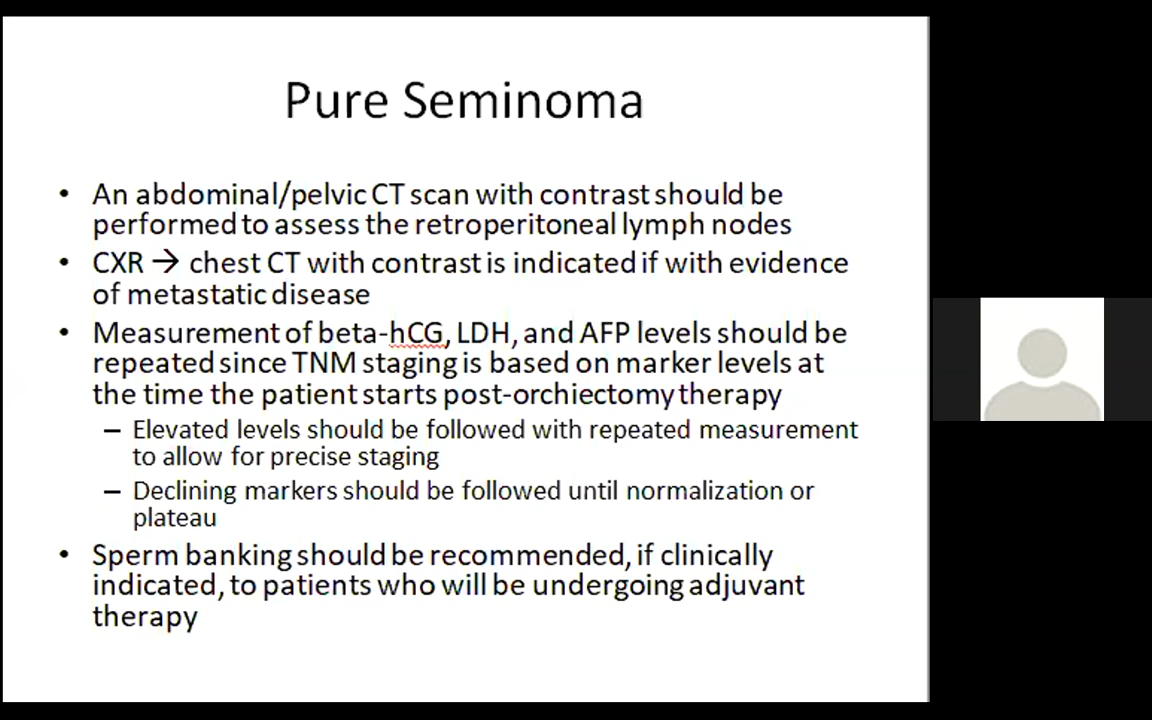 Pure Seminoma
• An abdominal/pelvic CT scan with contrast should be
performed to assess the retroperitoneal lymph nodes
• CXR → chest CT with contrast is indicated if with evidence
of metastatic disease
• Measurement of beta-hCG, LDH, and AFP levels should be
repeated since TNM staging is based on marker levels at
the time the patient starts post-orchiectomy therapy
– Elevated levels should be followed with repeated measurement
to allow for precise staging
– Declining markers should be followed until normalization or
plateau
• Sperm banking should be recommended, if clinically
indicated, to patients who will be undergoing adjuvant
therapy